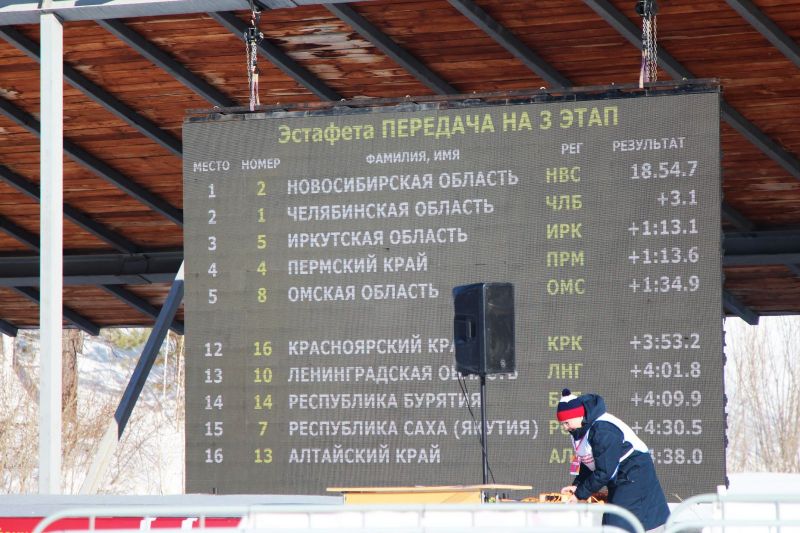 Эстафета ПЕРЕДАЧА НА 3 ЭТАП
МЕСТО НОМЕР ФАМИЛИЯ, ИМЯ РЕГ РЕЗУЛЬТАТ
1 2 НОВОСИБИРСКАЯ ОБЛАСТЬ НВС 18.54.7
2 1 ЧЕЛЯБИНСКАЯ ОБЛАСТЬ ЧЛБ +3.1
3 5 ИРКУТСКАЯ ОБЛАСТЬ ИРК +1:13.1
4 4 ПЕРМСКИЙ КРАЙ ПРМ +1:13.6
5 8 ОМСКАЯ ОБЛАСТЬ ОМС +1:34.9
12 16 КРАСНОЯРСКИЙ КРК +3:53.2
13 10 ЛЕНИНГРАДСКАЯ ЛНГ +4:01.8
14 14 РЕСПУБЛИКА БУРЯТИЯ +4:09.9
15 7 РЕСПУБЛИКА САХА (ЯКУТИЯ) +4:30.5
16 13 АЛТАЙСКИЙ КРАЙ